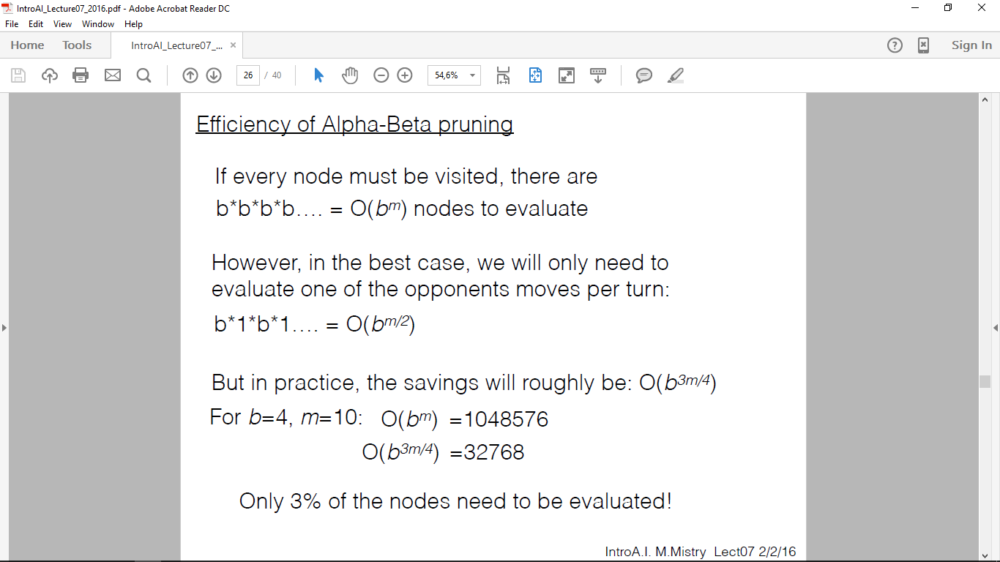 IntroAI_Lecture07_2016.pdf - Adobe Acrobat Reader DC
File Edit View Window Help
Home Tools IntroAI_Lecture07_... × ? Sign In
26 / 40 54,6%
Efficiency of Alpha-Beta pruning
If every node must be visited, there are
b*b*b*b.... = O(b^m) nodes to evaluate
However, in the best case, we will only need to
evaluate one of the opponents moves per turn:
b*1*b*1.... = O(b^m/2)
But in practice, the savings will roughly be: O(b^3m/4)
For b=4, m=10: O(b^m) =1048576
O(b^3m/4) =32768
Only 3% of the nodes need to be evaluated!
IntroA.I. M.Mistry Lect07 2/2/16